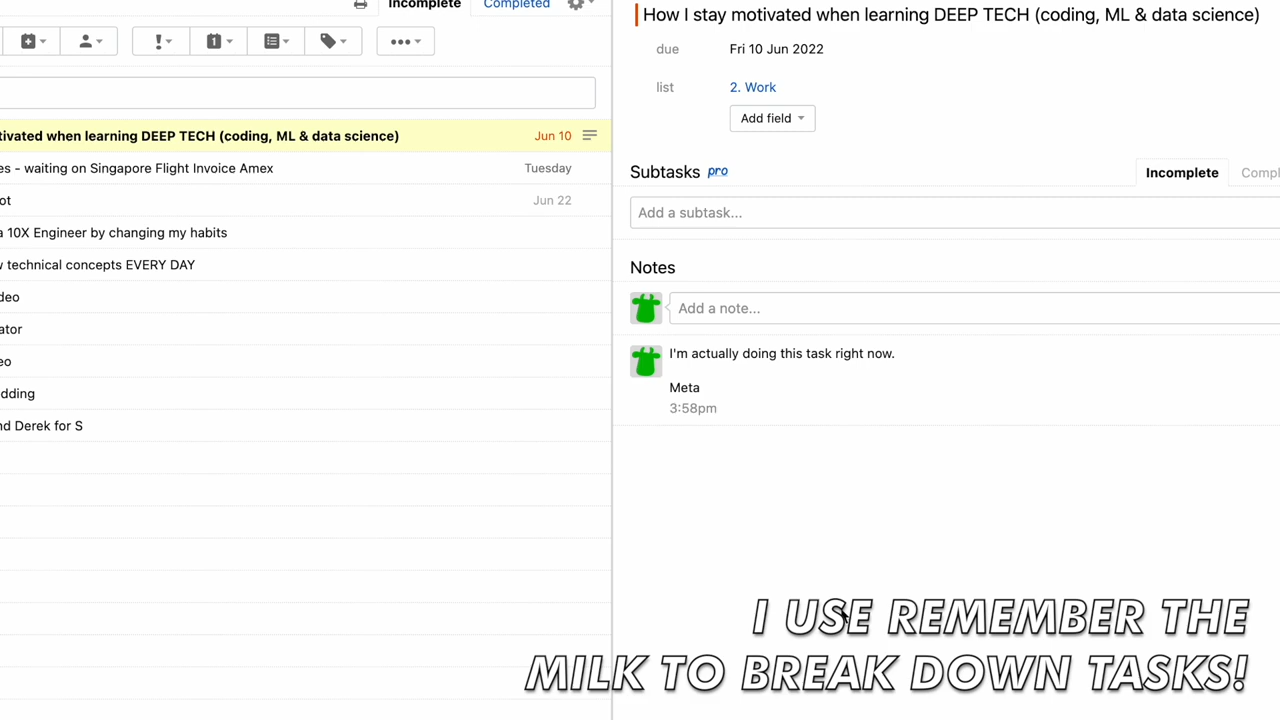 Incomplete
Completed
tivated when learning DEEP TECH (coding, ML & data science)
Jun 10
es - waiting on Singapore Flight Invoice Amex
Tuesday
ot
Jun 22
a 10X Engineer by changing my habits
w technical concepts EVERY DAY
deo
ator
eo
dding
nd Derek for S
How I stay motivated when learning DEEP TECH (coding, ML & data science)
due
Fri 10 Jun 2022
list
2. Work
Add field
Subtasks pro
Incomplete
Compl
Add a subtask...
Notes
Add a note...
I'm actually doing this task right now.
Meta
3:58pm
I USE REMEMBER THE
MILK TO BREAK DOWN TASKS!